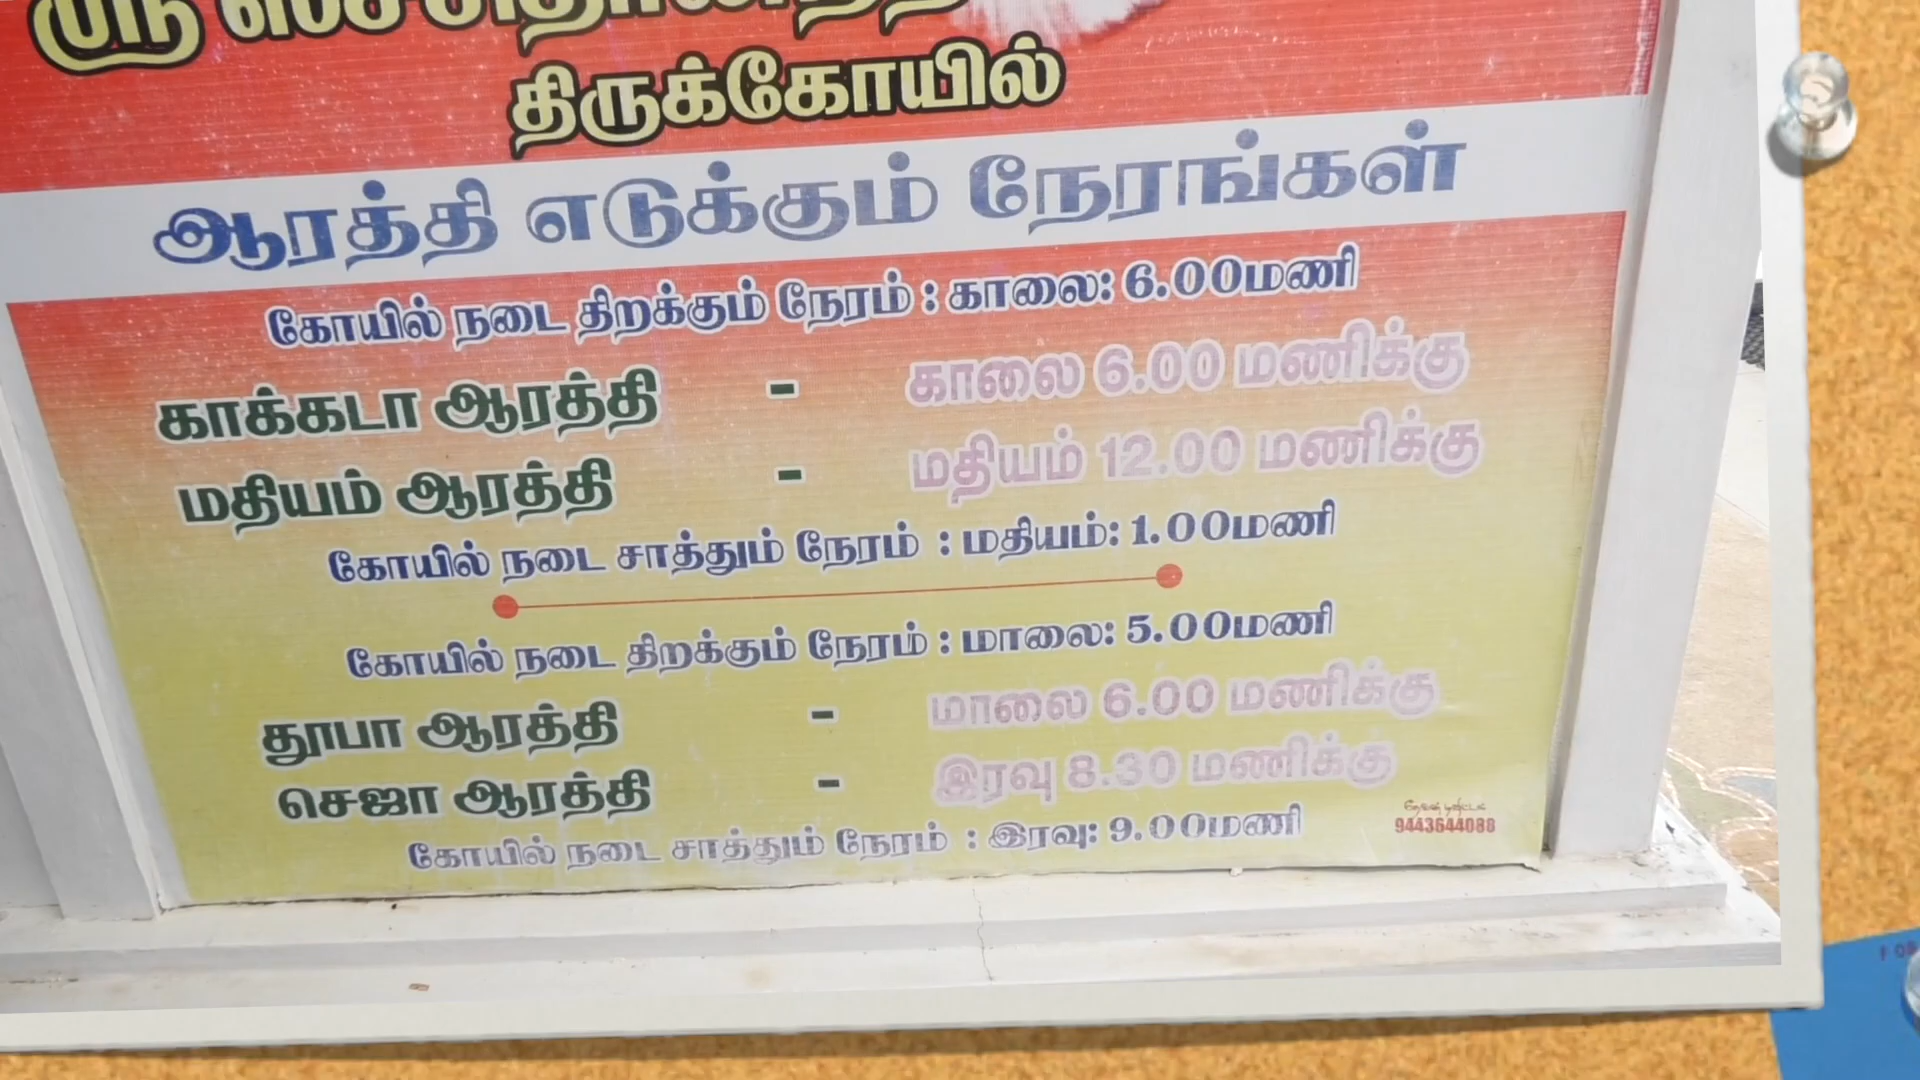 ஸ்ரீ
திருக்கோயில்
ஆரத்தி எடுக்கும் நேரங்கள்
கோயில் நடை திறக்கும் நேரம் : காலை: 6.00மணி
காக்கடா ஆரத்தி - காலை 6.00 மணிக்கு
மதியம் ஆரத்தி - மதியம் 12.00 மணிக்கு
கோயில் நடை சாத்தும் நேரம் : மதியம்: 1.00மணி
கோயில் நடை திறக்கும் நேரம் : மாலை: 5.00மணி
தூபா ஆரத்தி - மாலை 6.00 மணிக்கு
செஜா ஆரத்தி - இரவு 8.30 மணிக்கு
கோயில் நடை சாத்தும் நேரம் : இரவு: 9.00மணி
9443644088